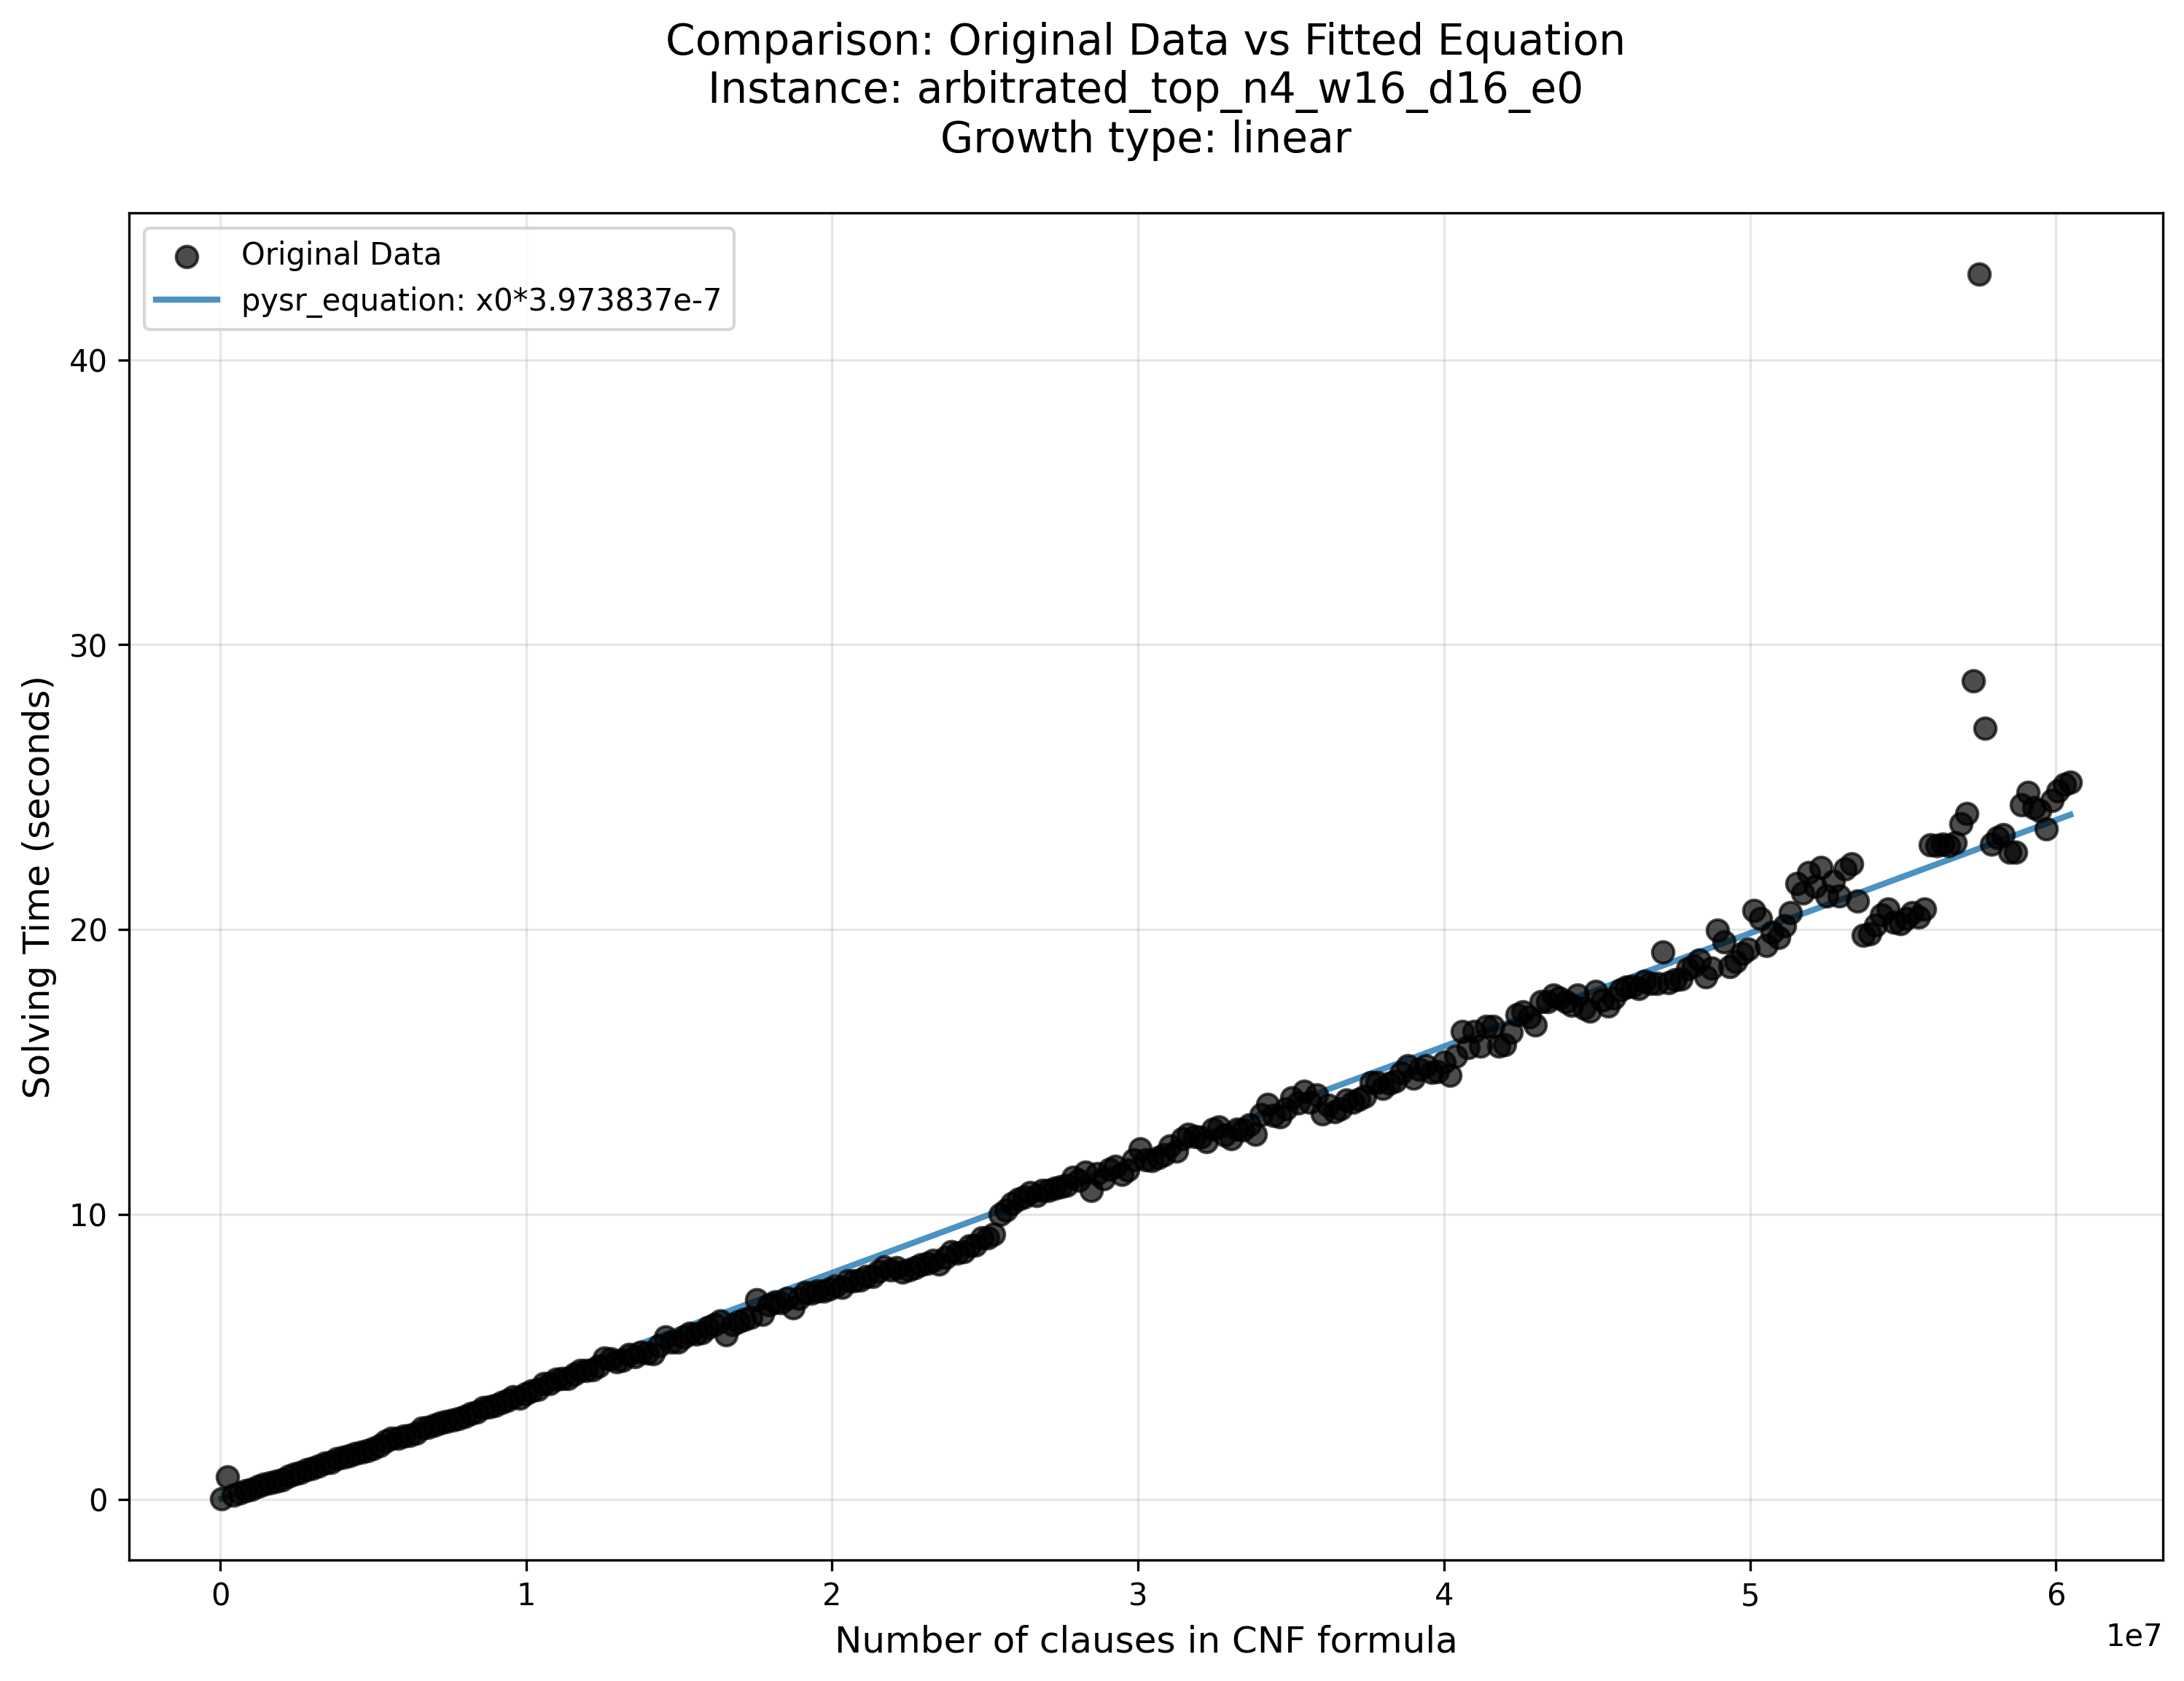 Comparison: Original Data vs Fitted Equation
Instance: arbitrated_top_n4_w16_d16_e0
Growth type: linear
Original Data
pysr_equation: x0*3.973837e-7
Solving Time (seconds)
40
30
20
10
0
0 1 2 3 4 5 6
1e7
Number of clauses in CNF formula